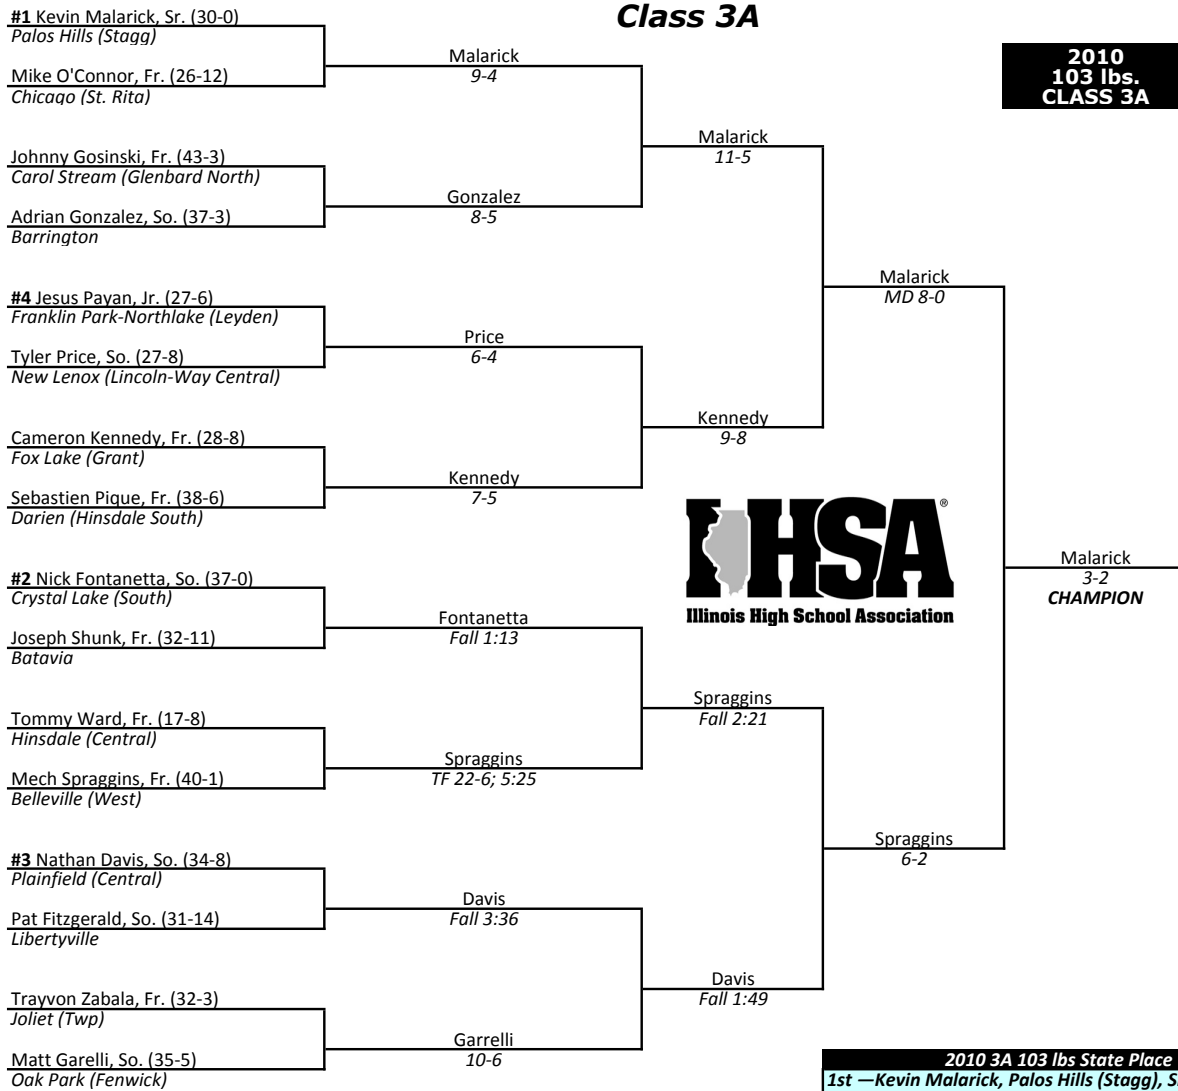 Class 3A
2010
103 lbs.
CLASS 3A
#1 Kevin Malarick, Sr. (30-0)
Palos Hills (Stagg)
Mike O'Connor, Fr. (26-12)
Chicago (St. Rita)
Johnny Gosinski, Fr. (43-3)
Carol Stream (Glenbard North)
Adrian Gonzalez, So. (37-3)
Barrington
#4 Jesus Payan, Jr. (27-6)
Franklin Park-Northlake (Leyden)
Tyler Price, So. (27-8)
New Lenox (Lincoln-Way Central)
Cameron Kennedy, Fr. (28-8)
Fox Lake (Grant)
Sebastien Pique, Fr. (38-6)
Darien (Hinsdale South)
#2 Nick Fontanetta, So. (37-0)
Crystal Lake (South)
Joseph Shunk, Fr. (32-11)
Batavia
Tommy Ward, Fr. (17-8)
Hinsdale (Central)
Mech Spraggins, Fr. (40-1)
Belleville (West)
#3 Nathan Davis, So. (34-8)
Plainfield (Central)
Pat Fitzgerald, So. (31-14)
Libertyville
Trayvon Zabala, Fr. (32-3)
Joliet (Twp)
Matt Garelli, So. (35-5)
Oak Park (Fenwick)
Malarick
9-4
Gonzalez
8-5
Price
6-4
Kennedy
7-5
Fontanetta
Fall 1:13
Spraggins
TF 22-6; 5:25
Davis
Fall 3:36
Garrelli
10-6
Malarick
11-5
Kennedy
9-8
Spraggins
Fall 2:21
Davis
Fall 1:49
Malarick
MD 8-0
Spraggins
6-2
Malarick
3-2
CHAMPION
IHSA®
Illinois High School Association
2010 3A 103 lbs State Place
1st —Kevin Malarick, Palos Hills (Stagg), S